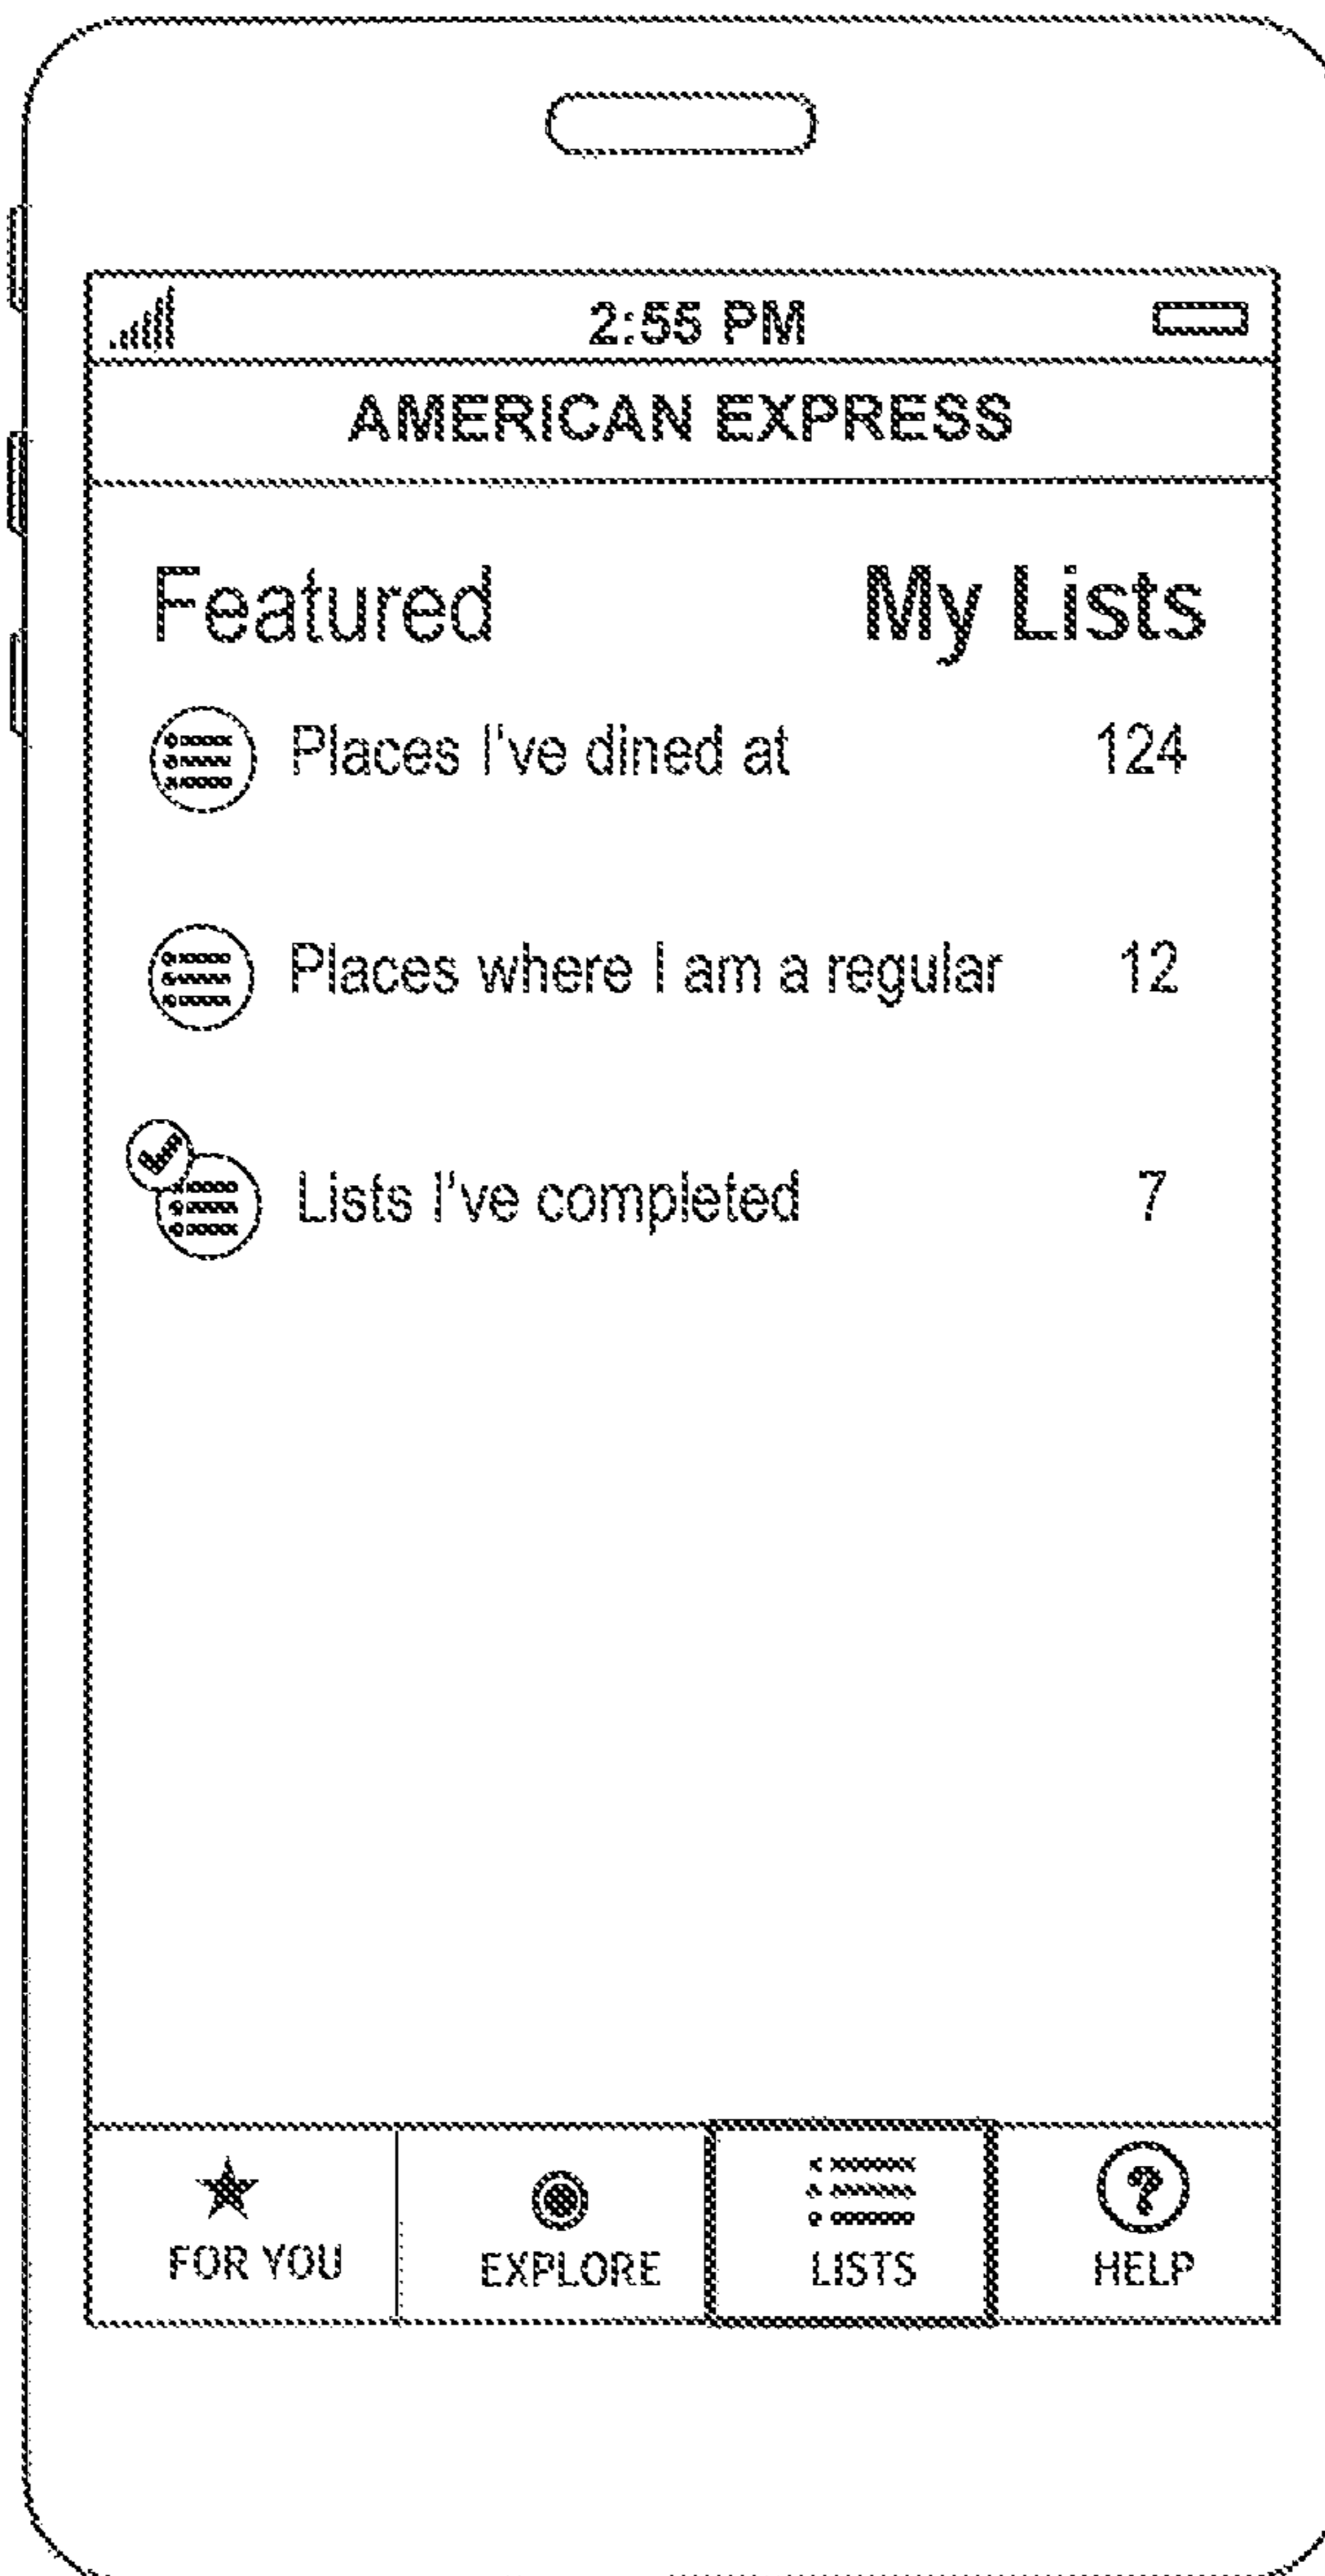 2:55 PM
AMERICAN EXPRESS
Featured My Lists
Places I've dined at 124
Places where I am a regular 12
Lists I've completed 7
FOR YOU EXPLORE LISTS ? HELP